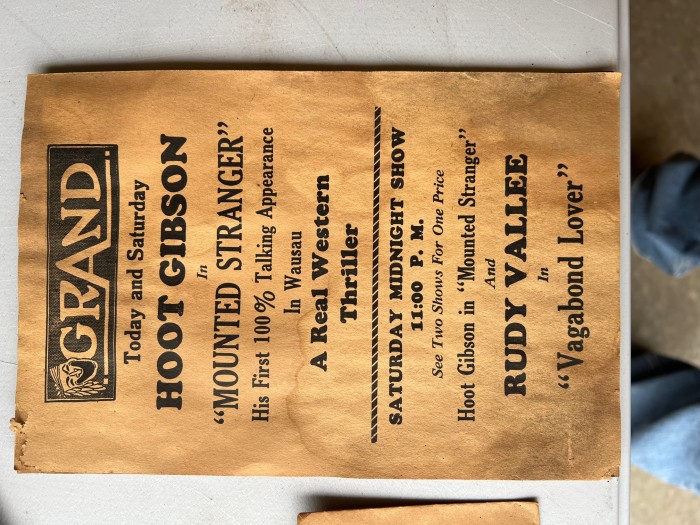 GRAND
Today and Saturday
HOOT GIBSON
In
"MOUNTED STRANGER"
His First 100% Talking Appearance
In Wausau
A Real Western
Thriller
SATURDAY MIDNIGHT SHOW
11:00 P. M.
See Two Shows For One Price
Hoot Gibson in "Mounted Stranger"
And
RUDY VALLEE
In
"Vagabond Lover"